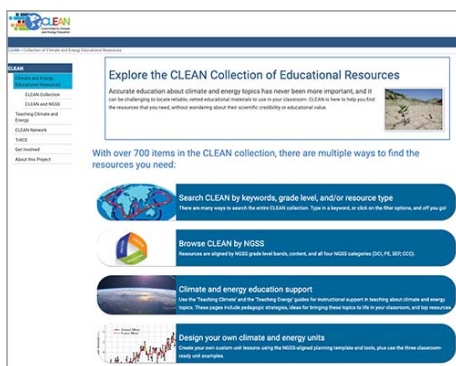 CLEAN
CLEAN > Collection of Climate and Energy Educational Resources
CLEAN
Climate and Energy
Educational Resources
CLEAN Collection
CLEAN and NGSS
Teaching Climate and
Energy
CLEAN Network
TrACE
Get Involved
About this Project
Explore the CLEAN Collection of Educational Resources
Accurate education about climate and energy topics has never been more important, and it
can be challenging to locate reliable, vetted educational materials to use in your classroom. CLEAN is here to help you find
the resources that you need, without wondering about their scientific credibility or educational value.
With over 700 items in the CLEAN collection, there are multiple ways to find the
resources you need:
Search CLEAN by keywords, grade level, and/or resource type
There are many ways to search the entire CLEAN collection. Type in a keyword, or click on the filter options, and off you go!
Browse CLEAN by NGSS
Resources are aligned by NGSS grade level bands, content, and all four NGSS categories (DCI, PE, SEP, CCC).
Climate and energy education support
Use the 'Teaching Climate' and the 'Teaching Energy' guides for instructional support in teaching about climate and energy
topics. These pages include pedagogic strategies, ideas for bringing these topics to life in your classroom, and top resources.
Design your own climate and energy units
Create your own custom unit lessons using the NGSS-aligned planning template and tools, plus use the three classroom-
ready unit examples.